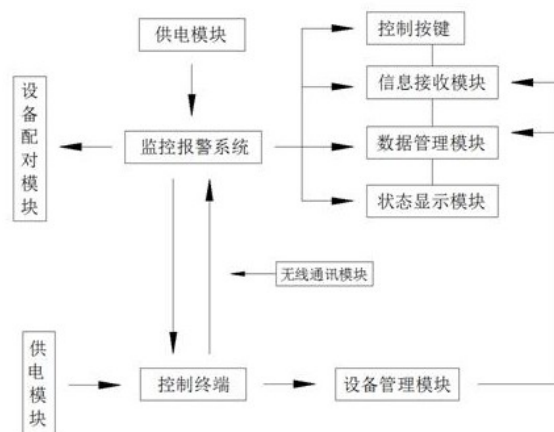 供电模块
控制按键
信息接收模块
设备配对模块
监控报警系统
数据管理模块
状态显示模块
无线通讯模块
供电模块
控制终端
设备管理模块